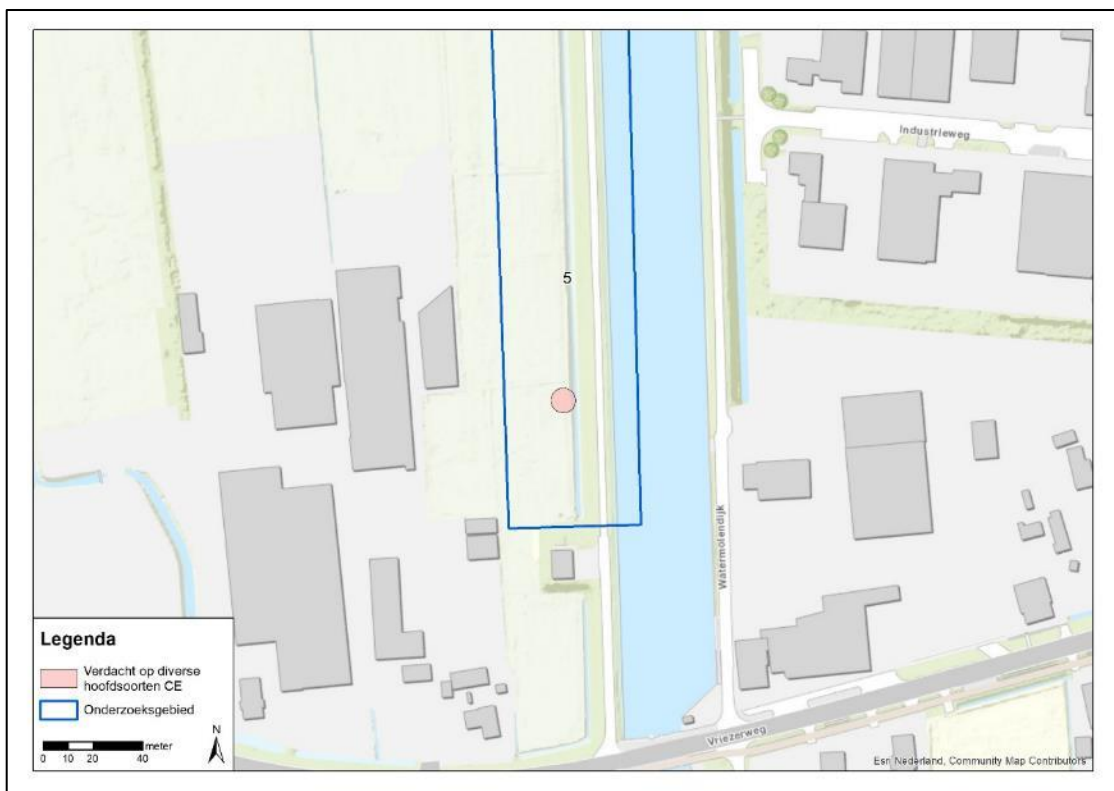 Industrieweg
5
Watermolendijk
Legenda
Verdacht op diverse
hoofdsoorten CE
Onderzoeksgebied
N
meter
0 10 20 40
Vriezerweg
Esri Nederland, Community Map Contributors